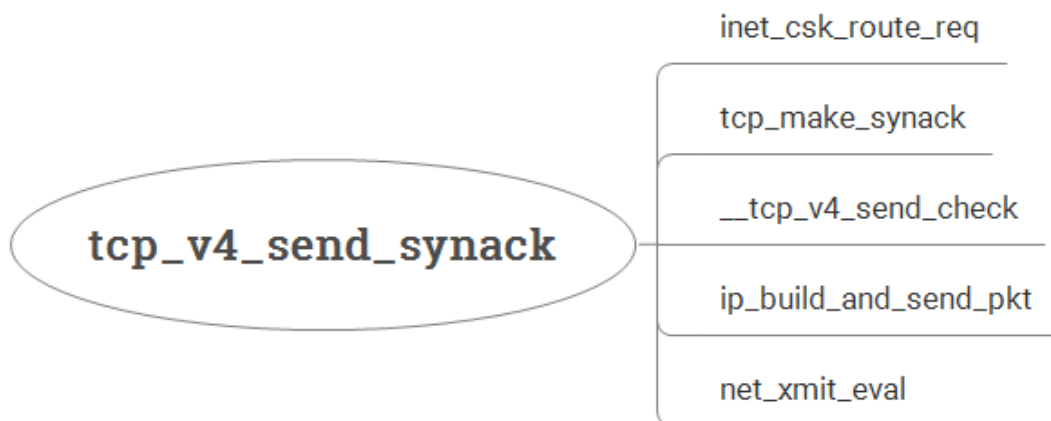 inet_csk_route_req
tcp_make_synack
__tcp_v4_send_check
tcp_v4_send_synack
ip_build_and_send_pkt
net_xmit_eval